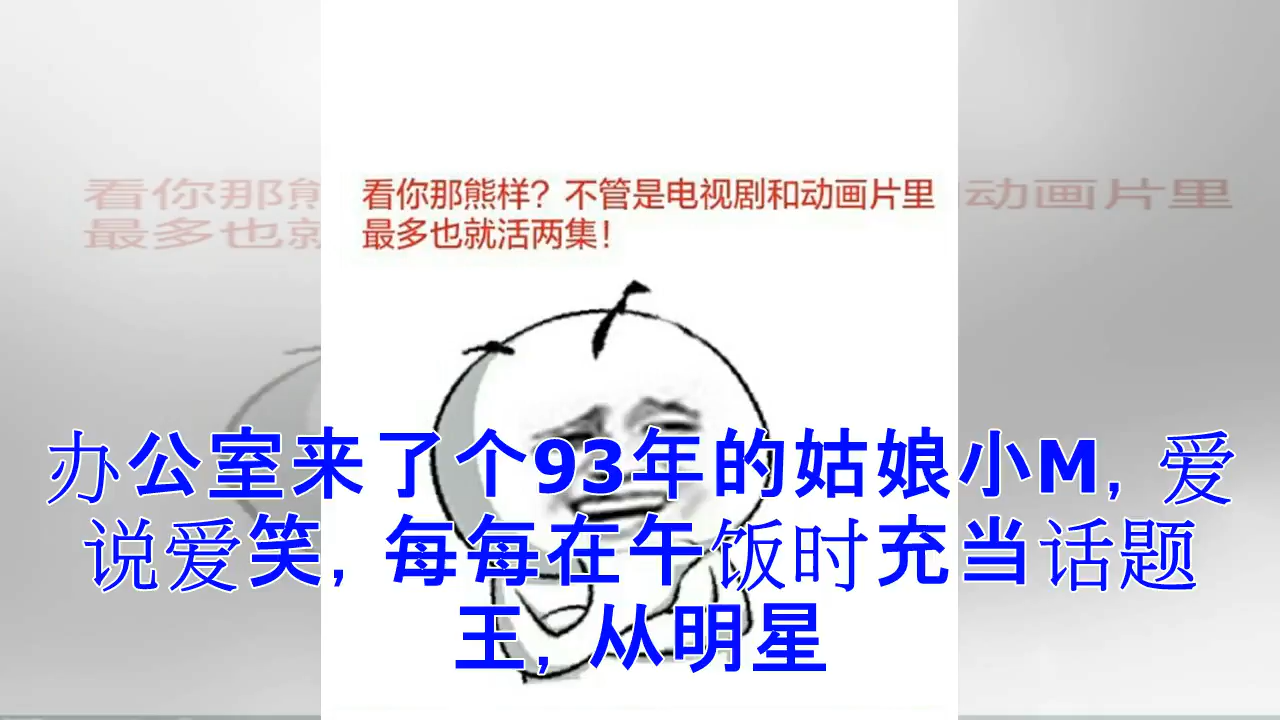 看你那熊样？不管是电视剧和动画片里
最多也就活两集！
办公室来了个93年的姑娘小M，爱
说爱笑，每每在午饭时充当话题
王，从明星